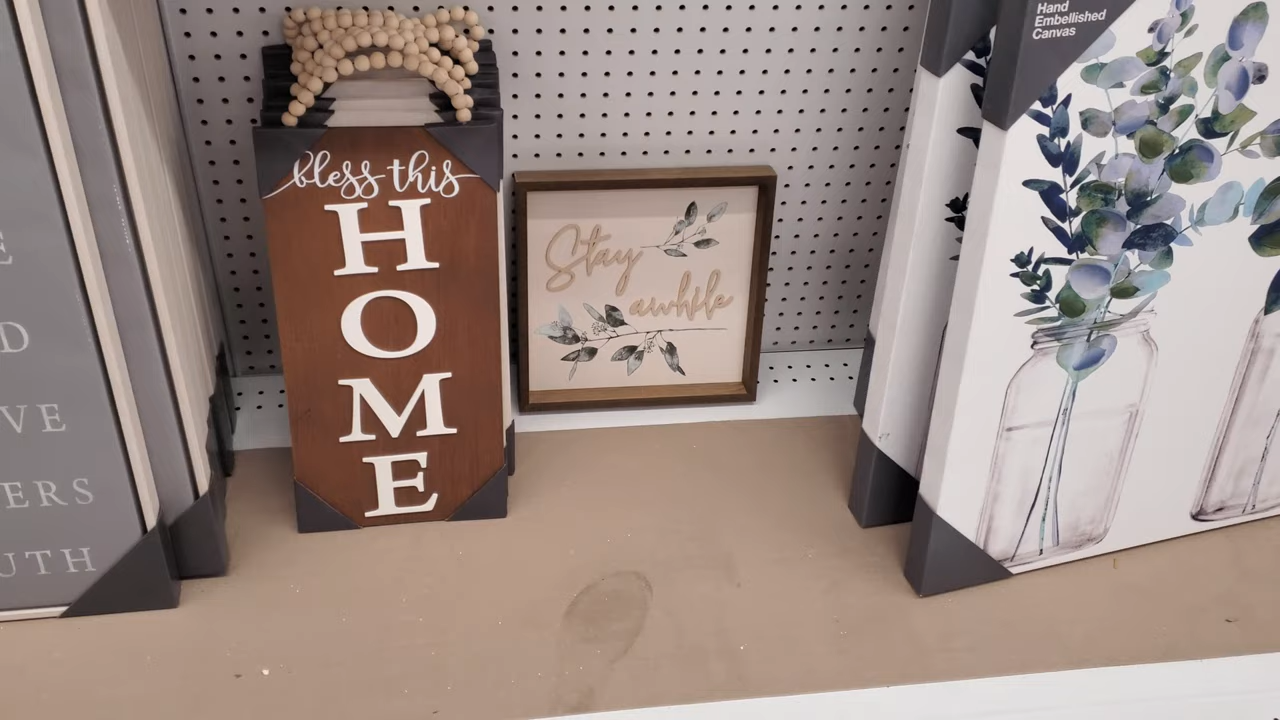 Hand
Embellished
Canvas
bless this
HOME
Stay
awhile
D
VE
ERS
UTH